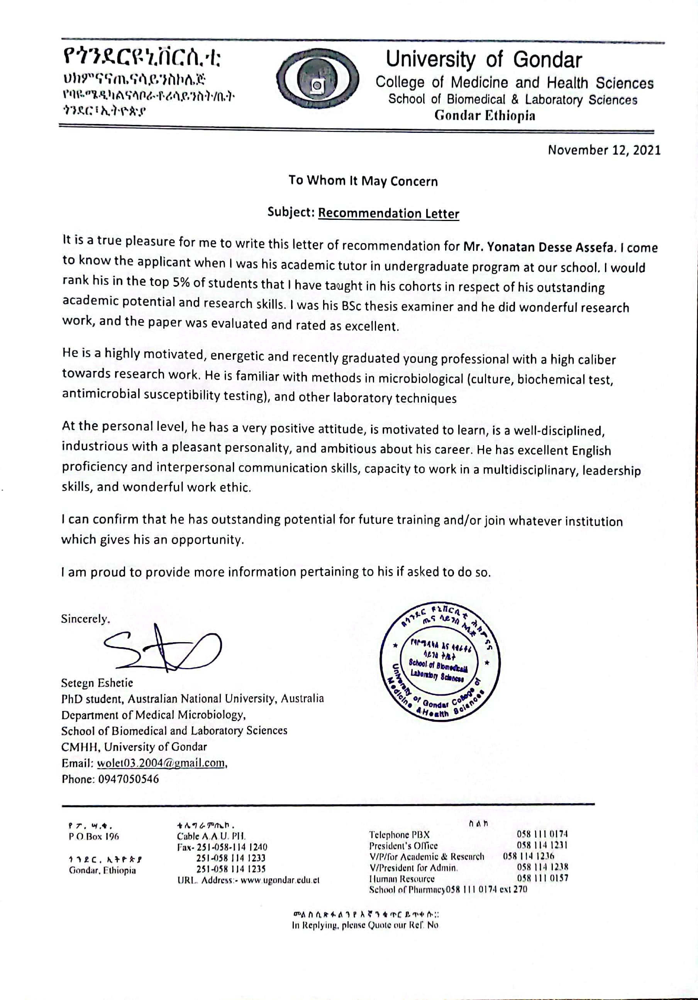 የጎንደርዩኒቨርሲቲ
ህክምናናጤናሳይንስኮሌጅ
የባዮሜዲካልናላቦራቶሪሳይንስት/ቤት
ጎንደር፣ኢትዮጵያ
University of Gondar
College of Medicine and Health Sciences
School of Biomedical & Laboratory Sciences
Gondar Ethiopia
November 12, 2021
To Whom It May Concern
Subject: Recommendation Letter
It is a true pleasure for me to write this letter of recommendation for Mr. Yonatan Desse Assefa. I come
to know the applicant when I was his academic tutor in undergraduate program at our school. I would
rank his in the top 5% of students that I have taught in his cohorts in respect of his outstanding
academic potential and research skills. I was his BSc thesis examiner and he did wonderful research
work, and the paper was evaluated and rated as excellent.
He is a highly motivated, energetic and recently graduated young professional with a high caliber
towards research work. He is familiar with methods in microbiological (culture, biochemical test,
antimicrobial susceptibility testing), and other laboratory techniques
At the personal level, he has a very positive attitude, is motivated to learn, is a well-disciplined,
industrious with a pleasant personality, and ambitious about his career. He has excellent English
proficiency and interpersonal communication skills, capacity to work in a multidisciplinary, leadership
skills, and wonderful work ethic.
I can confirm that he has outstanding potential for future training and/or join whatever institution
which gives his an opportunity.
I am proud to provide more information pertaining to his if asked to do so.
Sincerely.
Setegn Eshetie
PhD student, Australian National University, Australia
Department of Medical Microbiology,
School of Biomedical and Laboratory Sciences
CMHH, University of Gondar
Email: wolet03.2004@gmail.com,
Phone: 0947050546
በጎንደር ዩኒቨርሲቲ ሕክምናና
ጤና ሳይንስ ኮሌጅ
ሳይንስ ት/ቤት
School of Biomedical&
Laboratory Sciences
University of Gondar College of
Medicine & Health Sciences
የፖ.ሣ.ቁ.
P.O.Box 196
ጎንደር, ኢትዮጵያ
Gondar, Ethiopia
ቴሌግራምጤኮ.
Cable A.A.U. PH.
Fax- 251-058-114 1240
251-058 114 1233
251-058 114 1235
URL. Address:- www.ugondar.edu.et
ስልክ
Telephone PBX 058 111 0174
President's Office 058 114 1231
V/P/for Academic & Research 058 114 1236
V/President for Admin. 058 114 1238
Human Resource 058 111 0157
School of Pharmacy058 111 0174 ext 270
መልስሲጽፋልንየእኛንቁጥርይጥቀሱ::
In Replying, please Quote our Ref. No